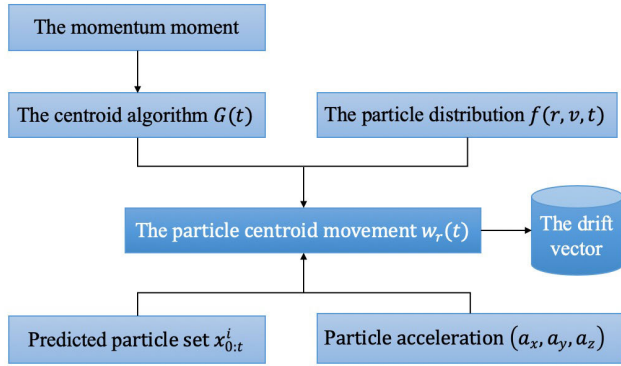 The momentum moment
The centroid algorithm G(t)
The particle distribution f(r, v, t)
The particle centroid movement w_r(t)
The drift
vector
Predicted particle set x_{0:t}^i
Particle acceleration (a_x, a_y, a_z)